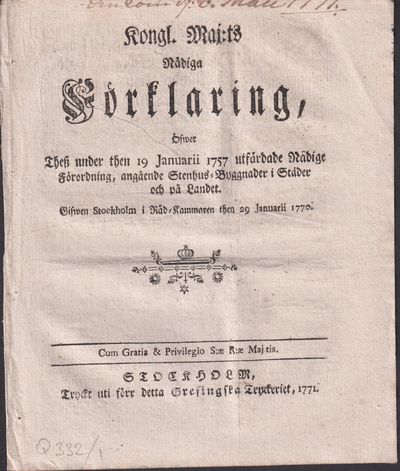 Kongl. Maj:ts
Nådiga
Förklaring,
Öfwer
Theß under then 19 Januarii 1757 utfärdade Nådige
Förordning, angående Stenhus-Byggnader i Städer
och på Landet.
Gifwen Stockholm i Råd-Kammaren then 29 Januarii 1770.
Cum Gratia & Privilegio S:æ R:æ Maj:tis.
STOCKHOLM,
Tryckt uti förr detta Grefingska Tryckeriet, 1771.
Q 332/1